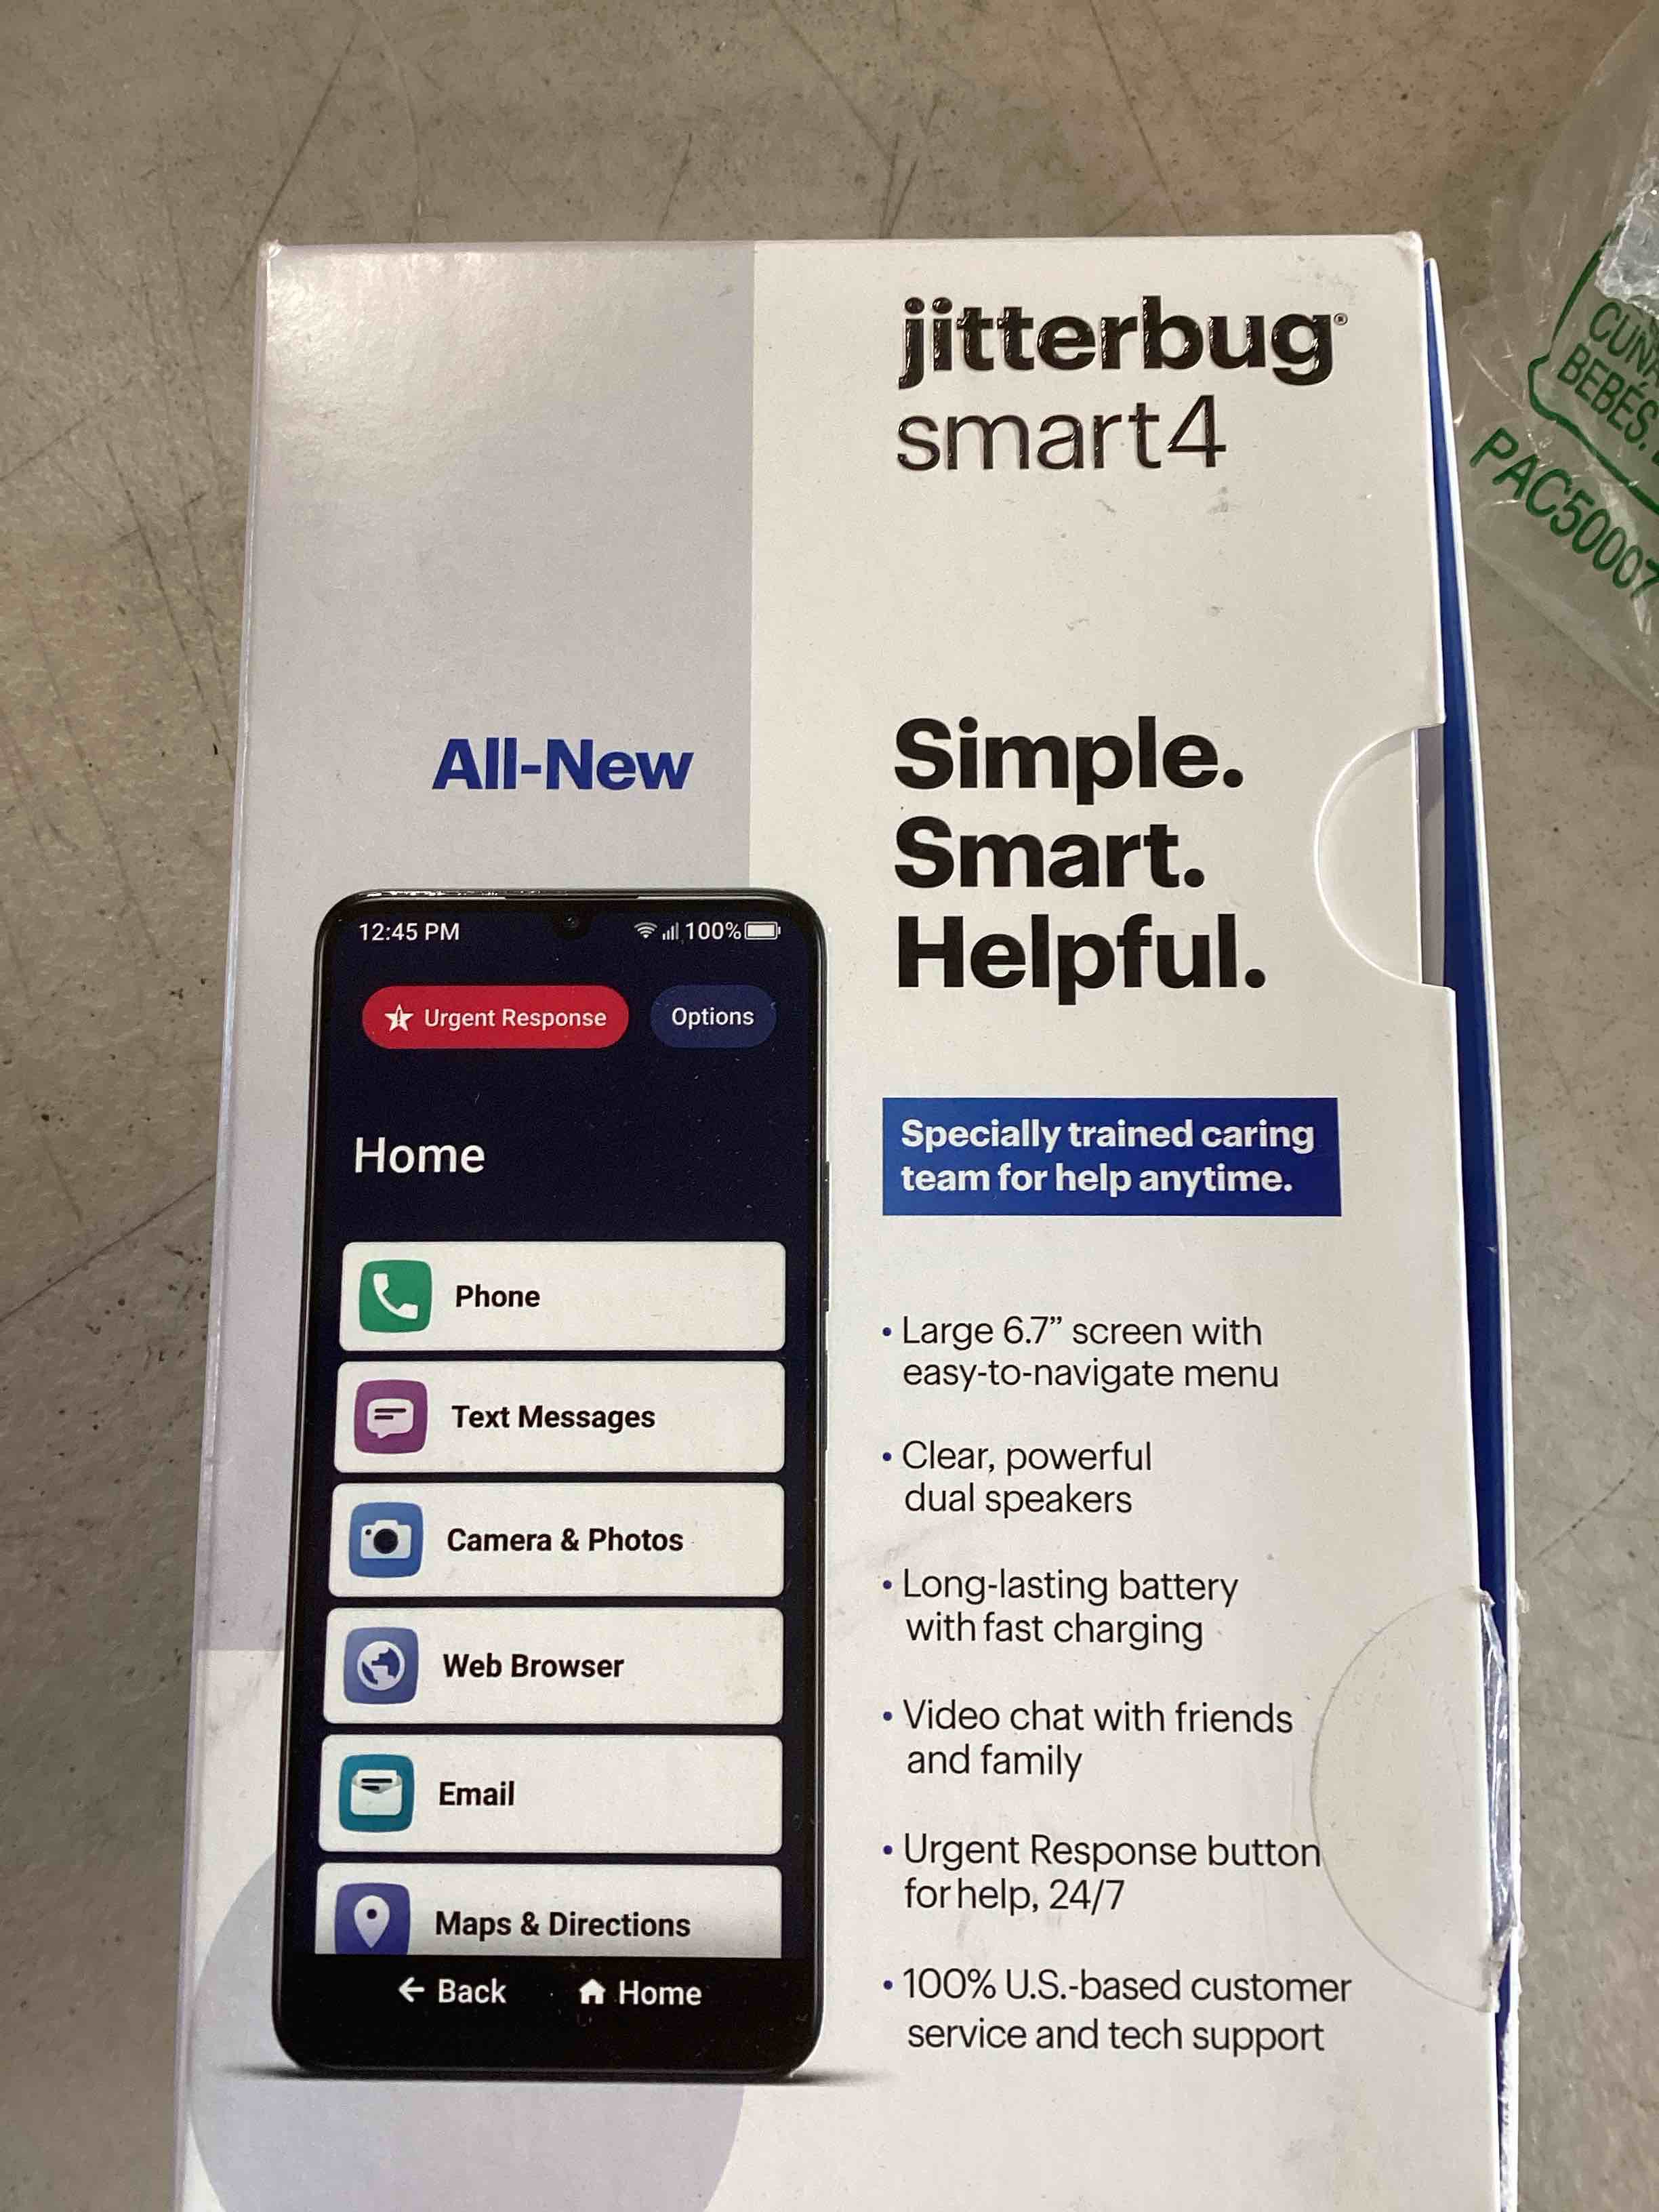 jitterbug®
smart4
All-New
Simple.
Smart.
Helpful.
12:45 PM 100%
Urgent Response
Options
Home
Phone
Text Messages
Camera & Photos
Web Browser
Email
Maps & Directions
Back
Home
Specially trained caring
team for help anytime.
• Large 6.7” screen with
easy-to-navigate menu
• Clear, powerful
dual speakers
• Long-lasting battery
with fast charging
• Video chat with friends
and family
• Urgent Response button
for help, 24/7
• 100% U.S.-based customer
service and tech support
BEBÉS.
PAC50007